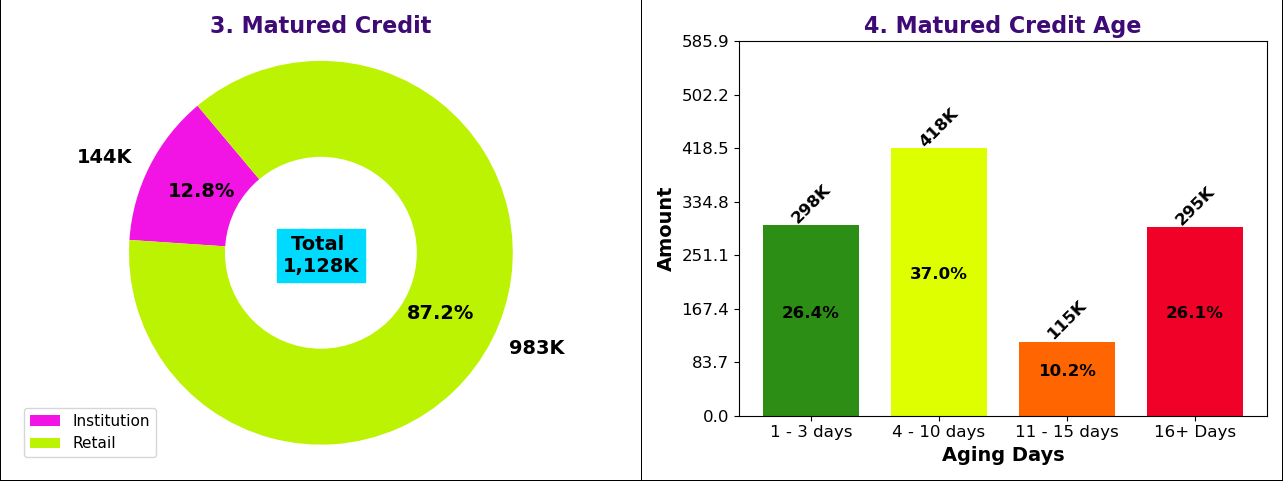 3. Matured Credit
144K
12.8%
Total
1,128K
87.2%
983K
Institution
Retail
4. Matured Credit Age
585.9
502.2
418.5
334.8
251.1
167.4
83.7
0.0
Amount
298K
418K
115K
295K
26.4%
37.0%
10.2%
26.1%
1 - 3 days
4 - 10 days
11 - 15 days
16+ Days
Aging Days